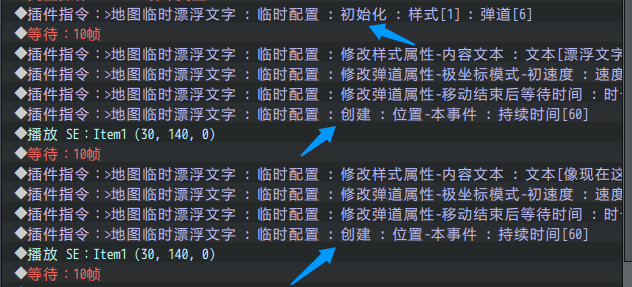 ◆插件指令：>地图临时漂浮文字 : 临时配置 : 初始化 : 样式[1] : 弹道[6]
◆等待：10帧
◆插件指令：>地图临时漂浮文字 : 临时配置 : 修改样式属性-内容文本 : 文本[漂浮文字
◆插件指令：>地图临时漂浮文字 : 临时配置 : 修改弹道属性-极坐标模式-初速度 : 速度
◆插件指令：>地图临时漂浮文字 : 临时配置 : 修改弹道属性-移动结束后等待时间 : 时
◆插件指令：>地图临时漂浮文字 : 临时配置 : 创建 : 位置-本事件 : 持续时间[60]
◆播放 SE：Item1 (30, 140, 0)
◆等待：10帧
◆插件指令：>地图临时漂浮文字 : 临时配置 : 修改样式属性-内容文本 : 文本[像现在这
◆插件指令：>地图临时漂浮文字 : 临时配置 : 修改弹道属性-极坐标模式-初速度 : 速度
◆插件指令：>地图临时漂浮文字 : 临时配置 : 修改弹道属性-移动结束后等待时间 : 时
◆插件指令：>地图临时漂浮文字 : 临时配置 : 创建 : 位置-本事件 : 持续时间[60]
◆播放 SE：Item1 (30, 140, 0)
◆等待：10帧